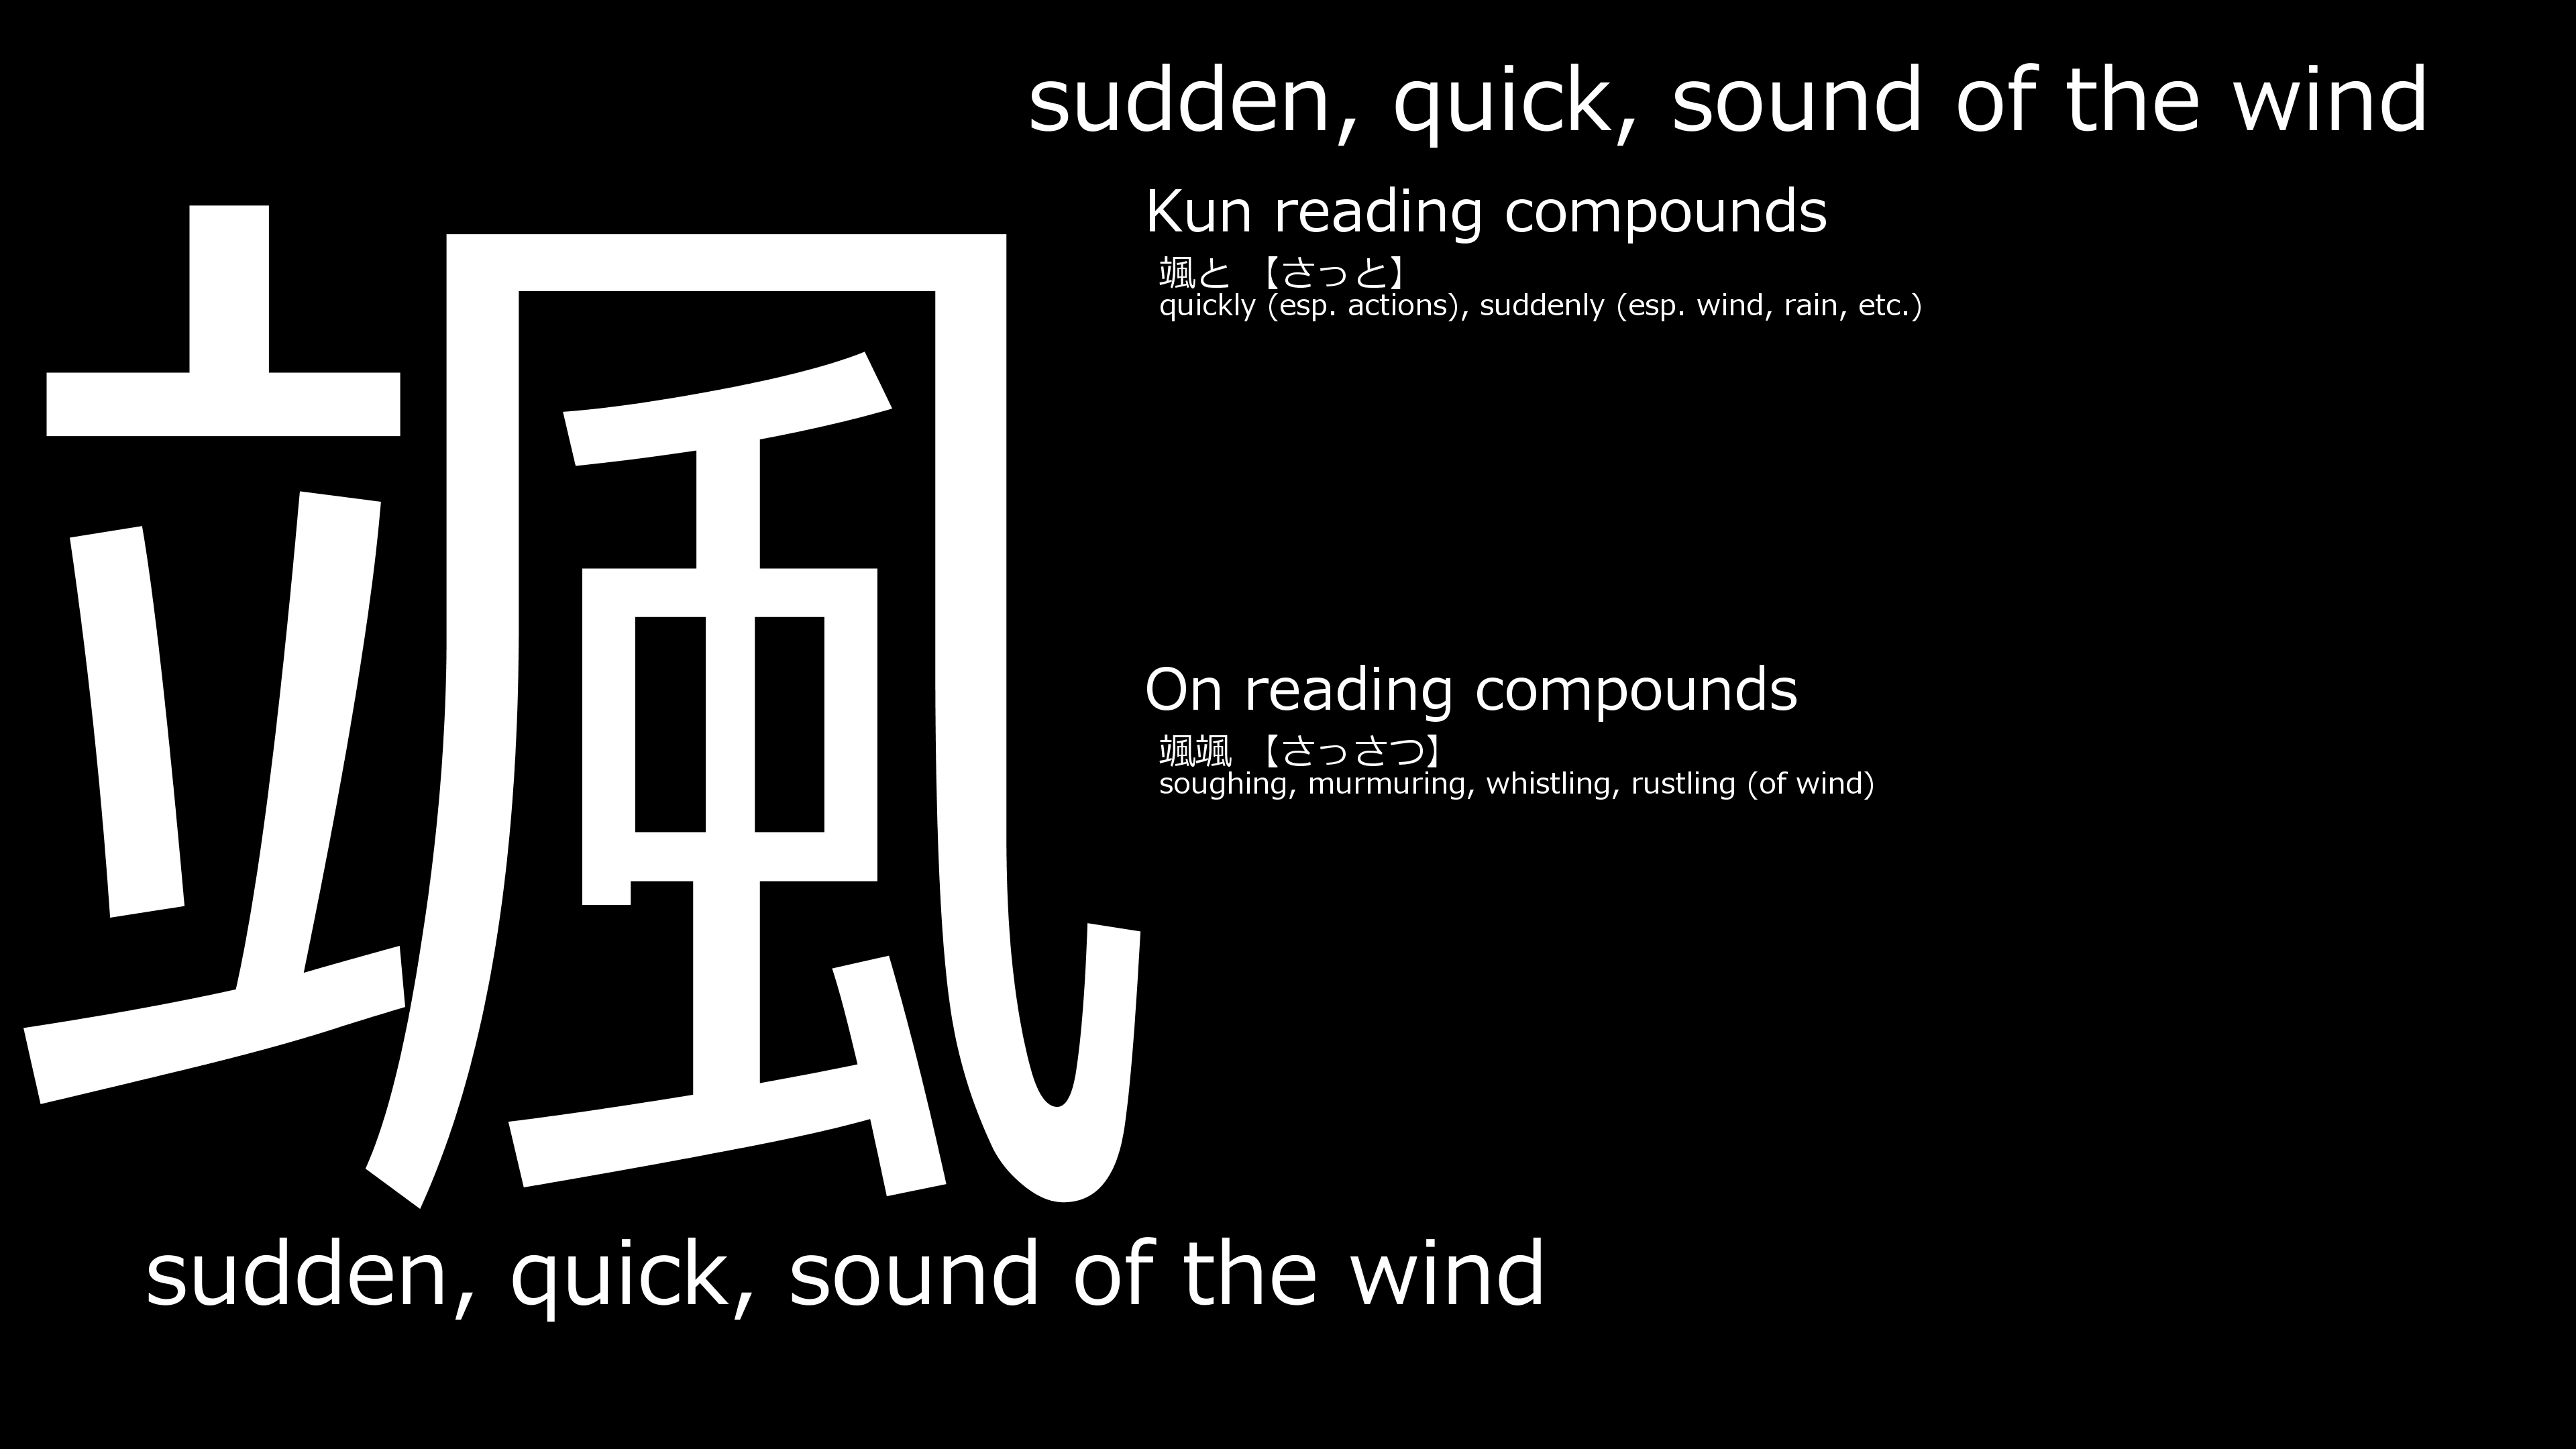 sudden, quick, sound of the wind
颯
Kun reading compounds
颯と 【さっと】
quickly (esp. actions), suddenly (esp. wind, rain, etc.)
On reading compounds
颯颯 【さっさつ】
soughing, murmuring, whistling, rustling (of wind)
sudden, quick, sound of the wind